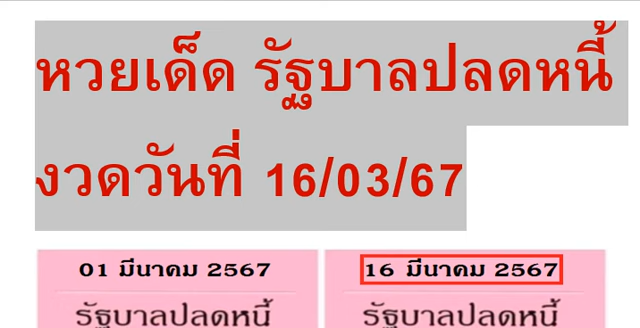 หวยเด็ด รัฐบาลปลดหนี้
งวดวันที่ 16/03/67
01 มีนาคม 2567
16 มีนาคม 2567
รัฐบาลปลดหนี้
รัฐบาลปลดหนี้